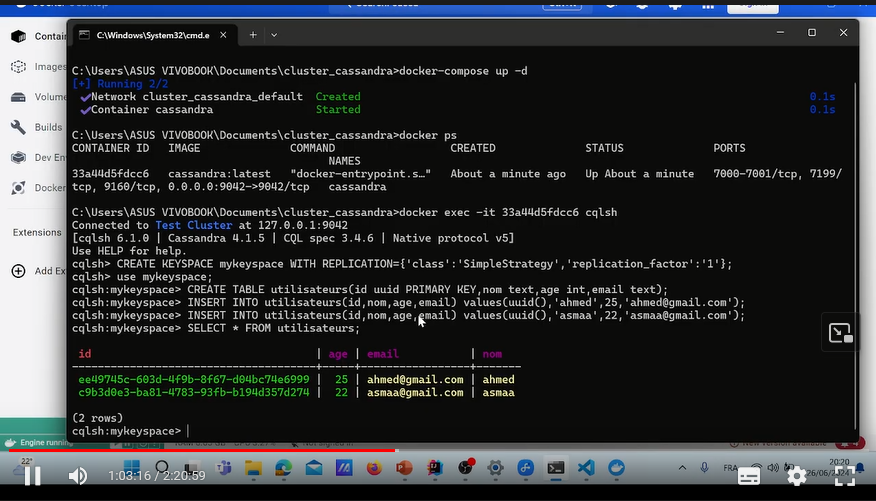 C:\Windows\System32\cmd.e
Contain
Images
Volume
Builds
Dev En
Docker
Extensions
Add Ex
C:\Users\ASUS VIVOBOOK\Documents\cluster_cassandra>docker-compose up -d
[+] Running 2/2
Network cluster_cassandra_default Created 0.1s
Container cassandra Started 0.1s
C:\Users\ASUS VIVOBOOK\Documents\cluster_cassandra>docker ps
CONTAINER ID IMAGE COMMAND CREATED STATUS PORTS
NAMES
33a44d5fdcc6 cassandra:latest "docker-entrypoint.s…" About a minute ago Up About a minute 7000-7001/tcp, 7199/
tcp, 9160/tcp, 0.0.0.0:9042->9042/tcp cassandra
C:\Users\ASUS VIVOBOOK\Documents\cluster_cassandra>docker exec -it 33a44d5fdcc6 cqlsh
Connected to Test Cluster at 127.0.0.1:9042
[cqlsh 6.1.0 | Cassandra 4.1.5 | CQL spec 3.4.6 | Native protocol v5]
Use HELP for help.
cqlsh> CREATE KEYSPACE mykeyspace WITH REPLICATION={'class':'SimpleStrategy','replication_factor':'1'};
cqlsh> use mykeyspace;
cqlsh:mykeyspace> CREATE TABLE utilisateurs(id uuid PRIMARY KEY,nom text,age int,email text);
cqlsh:mykeyspace> INSERT INTO utilisateurs(id,nom,age,email) values(uuid(),'ahmed',25,'ahmed@gmail.com');
cqlsh:mykeyspace> INSERT INTO utilisateurs(id,nom,age,email) values(uuid(),'asmaa',22,'asmaa@gmail.com');
cqlsh:mykeyspace> SELECT * FROM utilisateurs;
id | age | email | nom
ee49745c-603d-4f9b-8f67-d04bc74e6999 | 25 | ahmed@gmail.com | ahmed
c9b3d0e3-ba81-4783-93fb-b194d357d274 | 22 | asmaa@gmail.com | asmaa
(2 rows)
cqlsh:mykeyspace>
Engine running
22°
FRA
20:20
26/06/2024
1:03:16 / 2:20:59